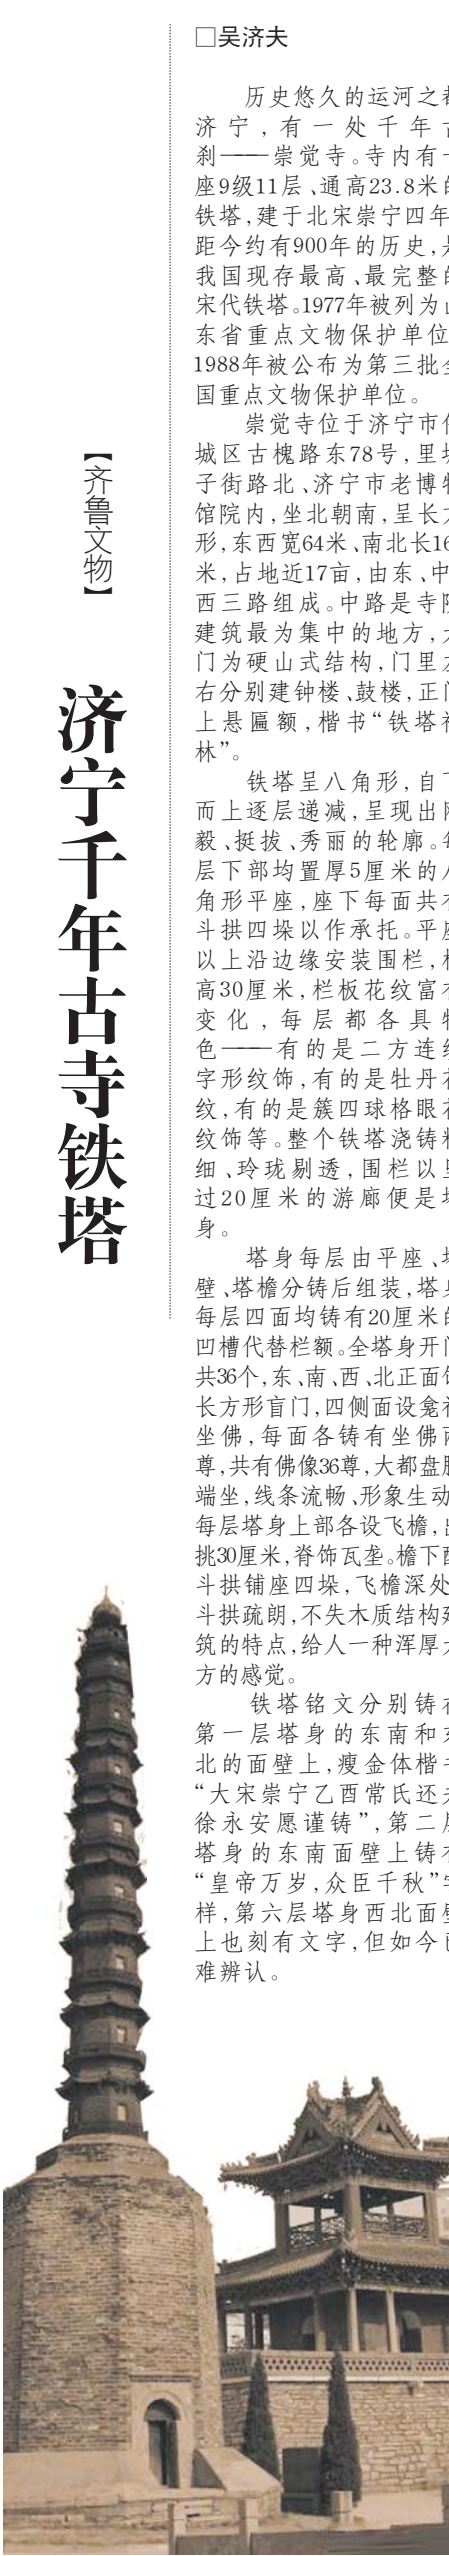 【齐鲁文物】
济宁千年古寺铁塔
□吴济夫
历史悠久的运河之
济宁,有一处千年
刹——崇觉寺。寺内有
座9级11层、通高23.8米
铁塔,建于北宋崇宁四年
距今约有900年的历史,
我国现存最高、最完整
宋代铁塔。1977年被列为
东省重点文物保护单位
1988年被公布为第三批
国重点文物保护单位。
崇觉寺位于济宁市
城区古槐路东78号,里
子街路北、济宁市老博
馆院内,坐北朝南,呈长
形,东西宽64米、南北长16
米,占地近17亩,由东、中
西三路组成。中路是寺
建筑最为集中的地方,
门为硬山式结构,门里
右分别建钟楼、鼓楼,正
上悬匾额,楷书“铁塔
林”。
铁塔呈八角形,自
而上逐层递减,呈现出
毅、挺拔、秀丽的轮廓。
层下部均置厚5厘米的
角形平座,座下每面共
斗拱四垛以作承托。平
以上沿边缘安装围栏,
高30厘米,栏板花纹富
变化,每层都各具
色——有的是二方连
字形纹饰,有的是牡丹
纹,有的是簇四球格眼
纹饰等。整个铁塔浇铸
细、玲珑剔透,围栏以
过20厘米的游廊便是
身。
塔身每层由平座、
壁、塔檐分铸后组装,塔
每层四面均铸有20厘米
凹槽代替栏额。全塔身开
共36个,东、南、西、北正面
长方形盲门,四侧面设龛
坐佛,每面各铸有坐佛
尊,共有佛像36尊,大都盘
端坐,线条流畅、形象生动
每层塔身上部各设飞檐,
挑30厘米,脊饰瓦垄。檐下
斗拱铺座四垛,飞檐深处
斗拱疏朗,不失木质结构
筑的特点,给人一种浑厚
方的感觉。
铁塔铭文分别铸
第一层塔身的东南和
北的面壁上,瘦金体楷
“大宋崇宁乙酉常氏还
徐永安愿谨铸”,第二
塔身的东南面壁上铸
“皇帝万岁,众臣千秋”
样,第六层塔身西北面
上也刻有文字,但如今
难辨认。